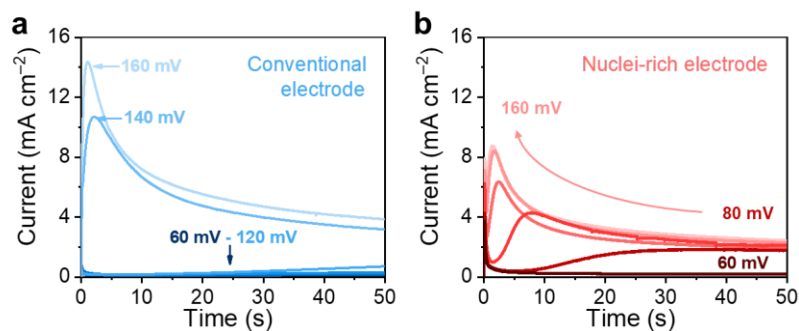 a
16
12
8
4
0
Current (mA cm⁻²)
160 mV
140 mV
Conventional
electrode
60 mV - 120 mV
0 10 20 30 40 50
Time (s)
b
16
12
8
4
0
Current (mA cm⁻²)
Nuclei-rich electrode
160 mV
80 mV
60 mV
0 10 20 30 40 50
Time (s)